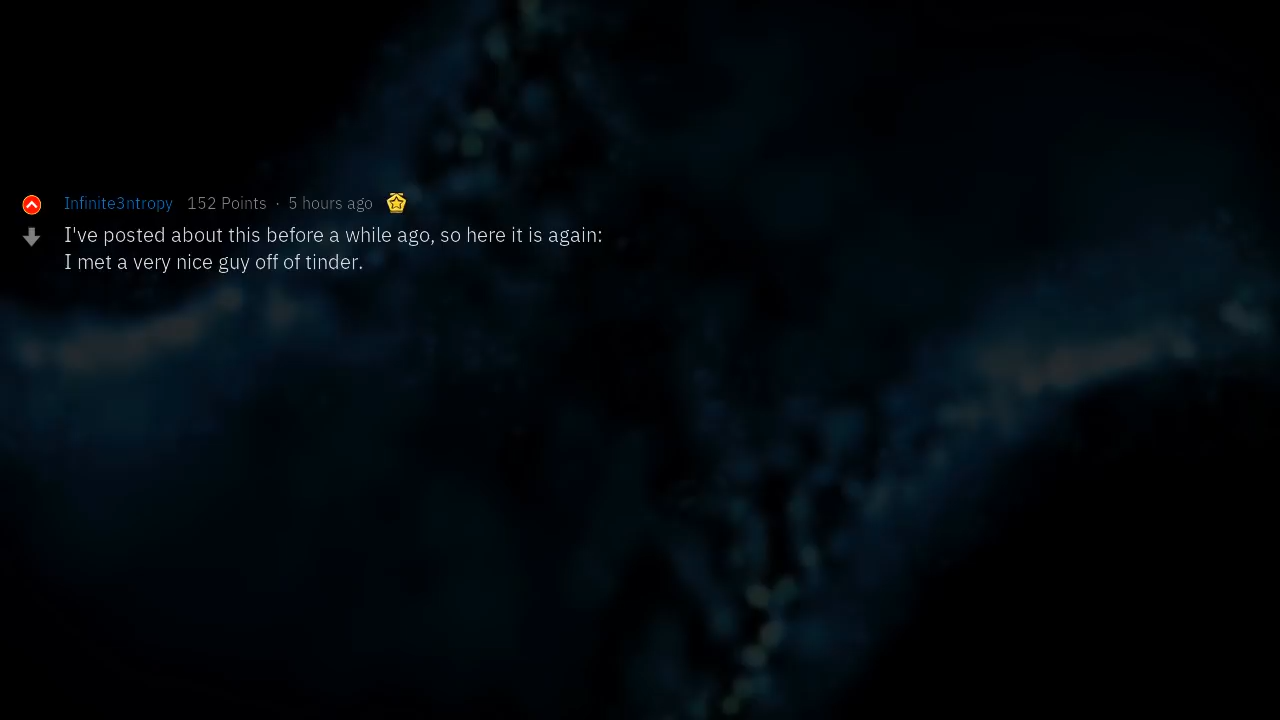 Infinite3ntropy 152 Points · 5 hours ago
I've posted about this before a while ago, so here it is again:
I met a very nice guy off of tinder.